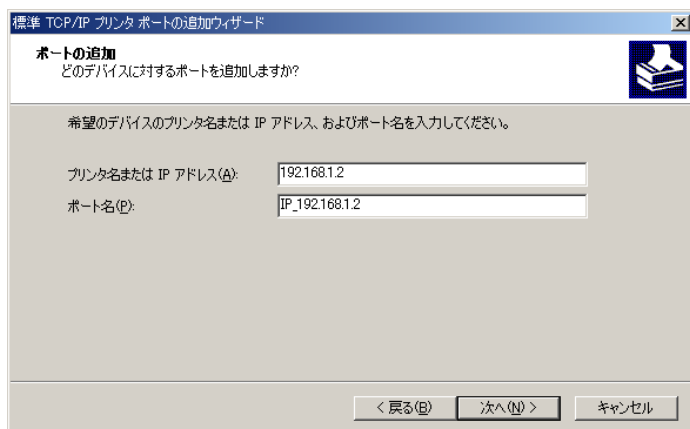 標準 TCP/IP プリンタ ポートの追加ウィザード
ポートの追加
どのデバイスに対するポートを追加しますか?
希望のデバイスのプリンタ名または IP アドレス、およびポート名を入力してください。
プリンタ名または IP アドレス(A): 192.168.1.2
ポート名(P): IP_192.168.1.2
< 戻る(B) 次へ(N) > キャンセル